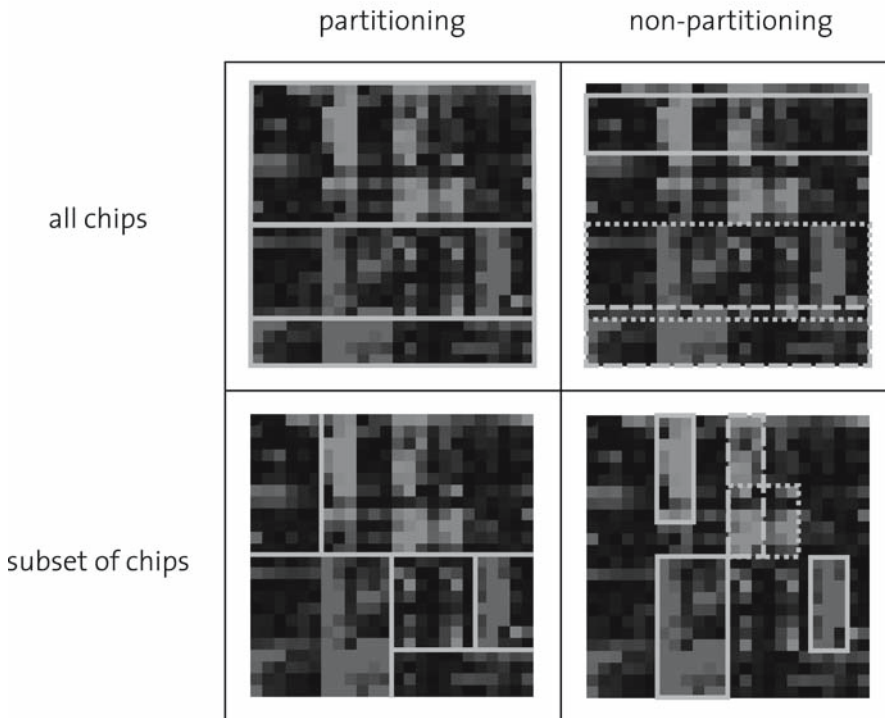 partitioning
non-partitioning
all chips
subset of chips